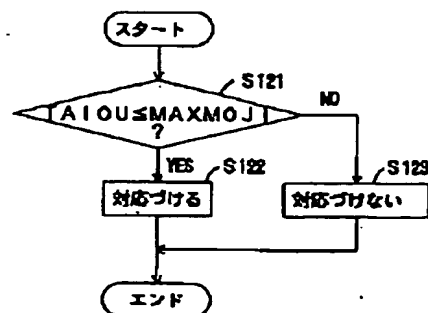 スタート
S121
|AIOU≦MAXMOJ|
?
NO
YES
S122
S123
対応づける
対応づけない
エンド